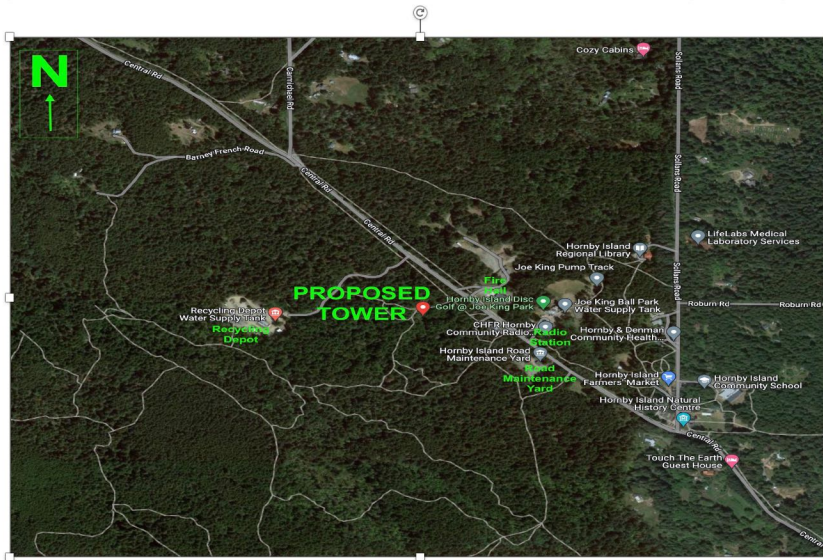 N
Cozy Cabins
Central Rd
Carmichael Rd
Sollans Road
Barney French Road
Central Rd
Sollans Road
Central Rd
LifeLabs Medical
Laboratory Services
Hornby Island
Regional Library
Joe King Pump Track
Sollans Road
Fire
Hall
PROPOSED
TOWER
Hornby Island Disc
Golf @ Joe King Park
Joe King Ball Park
Water Supply Tank
Roburn Rd
Roburn Rd
Recycling Depot
Water Supply Tank
Recycling
Depot
CHFR Hornby
Community Radio
Radio
Station
Hornby & Denman
Community Health...
Hornby Island Road
Maintenance Yard
Road
Maintenance
Yard
Hornby Island
Farmers' Market
Hornby Island
Community School
Hornby Island Natural
History Centre
Central Rd
Touch The Earth
Guest House
Central